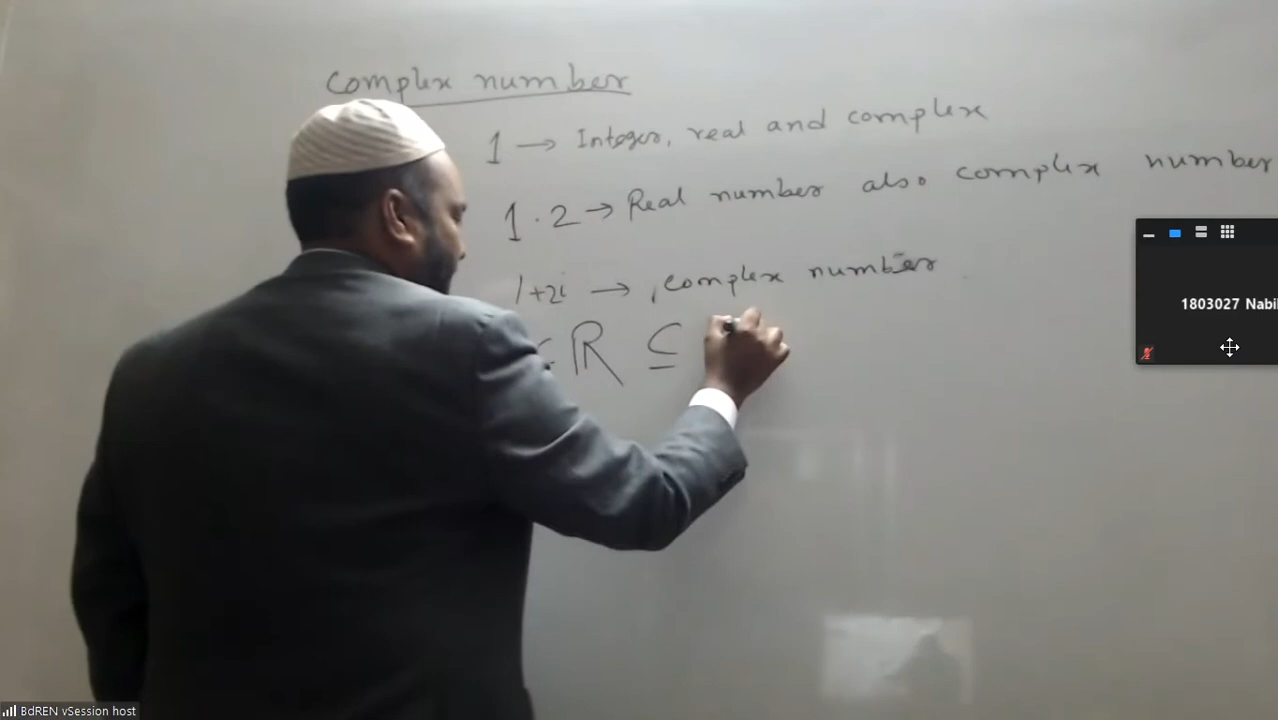 Complex number
1 → Integer, real and complex
1.2 → Real number also complex number
1+2i → complex number
⊆ ℝ ⊆
1803027 Nabi
BdREN vSession host